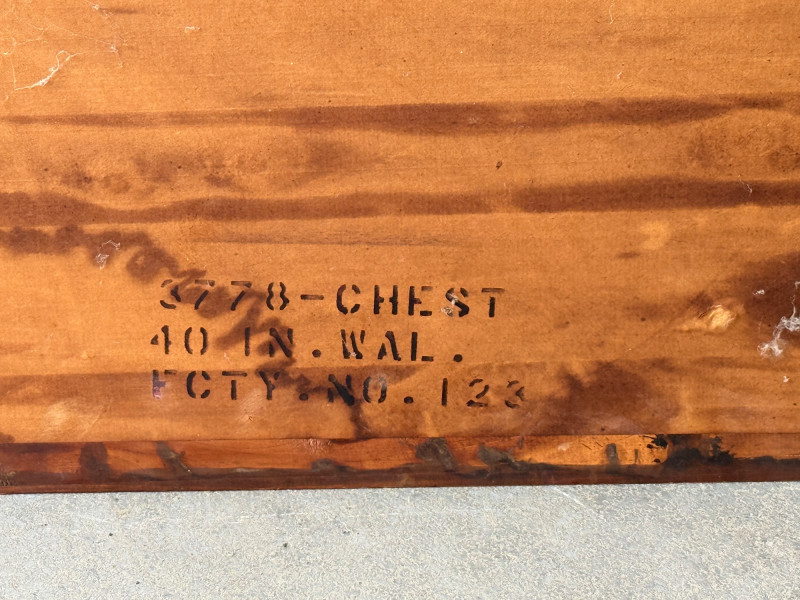 3778-CHEST
40 IN. WAL.
FCTY.NO.123